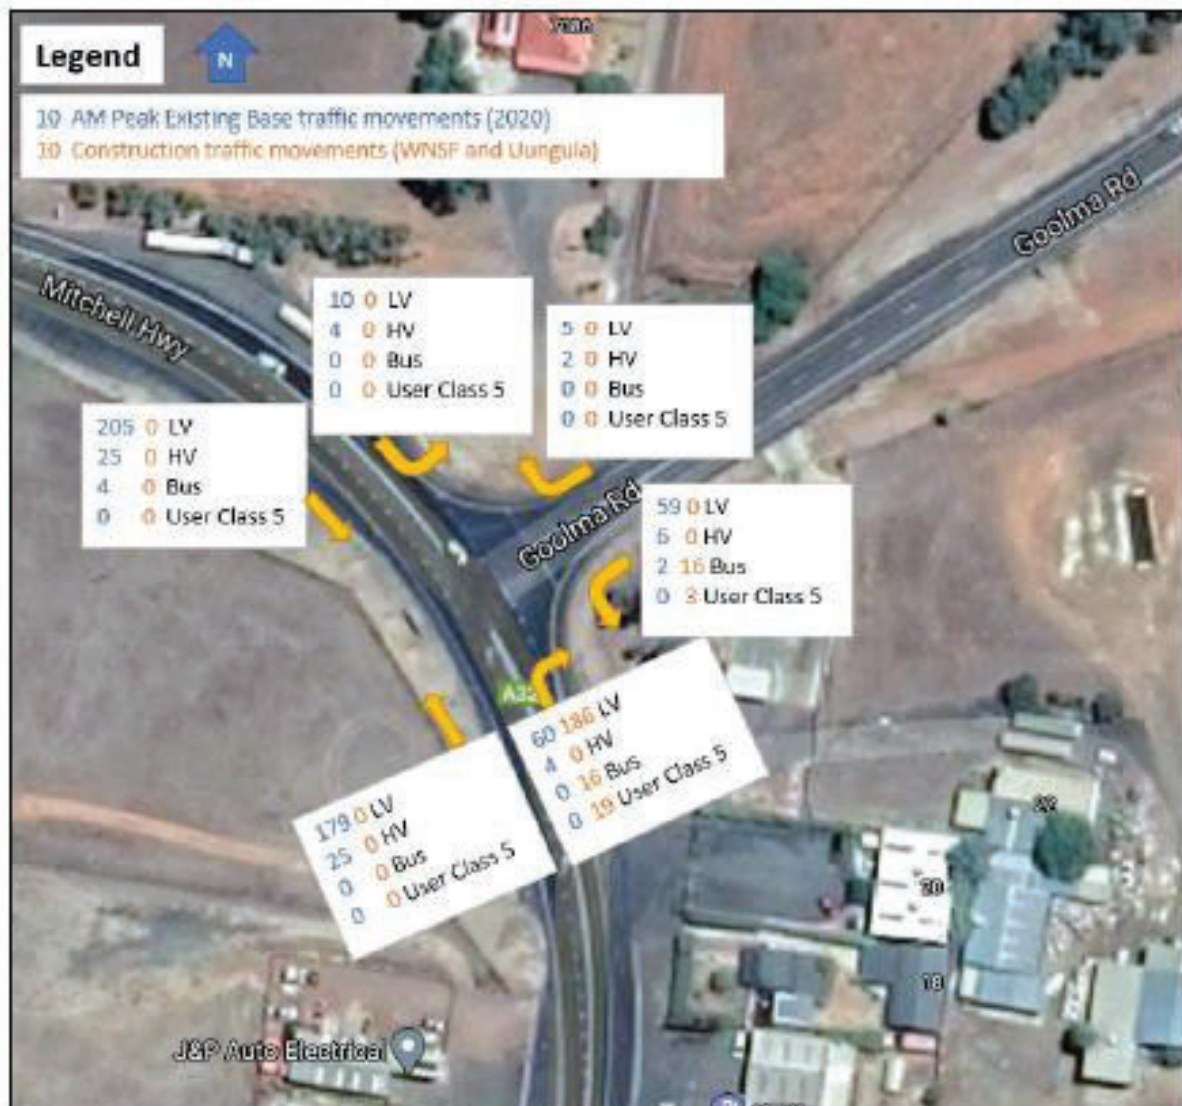 Legend
N
10 AM Peak Existing Base traffic movements (2020)
10 Construction traffic movements (WNSF and Uungula)
Goolma Rd
Mitchell Hwy
10 0 LV
4 0 HV
0 0 Bus
0 0 User Class 5
5 0 LV
2 0 HV
0 0 Bus
0 0 User Class 5
205 0 LV
25 0 HV
4 0 Bus
0 0 User Class 5
59 0 LV
6 0 HV
2 16 Bus
0 3 User Class 5
Goolma Rd
60 186 LV
4 0 HV
0 16 Bus
0 19 User Class 5
179 0 LV
25 0 HV
0 0 Bus
0 0 User Class 5
22
20
18
J&P Auto Electrical